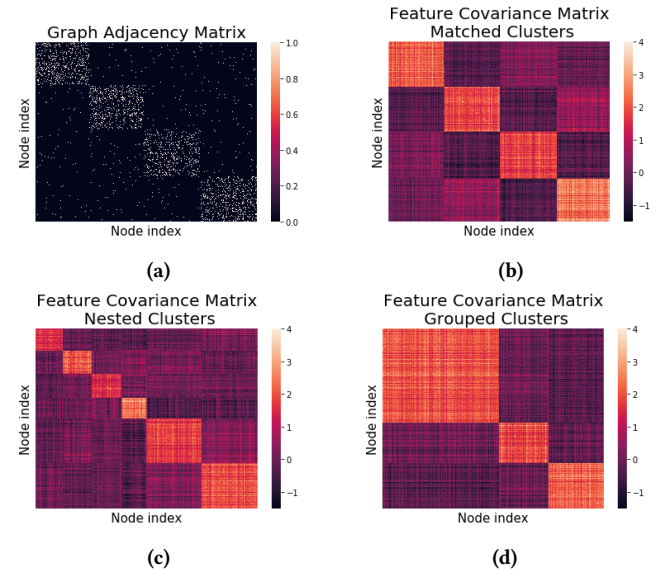 Graph Adjacency Matrix
1.0
0.8
0.6
0.4
0.2
0.0
Node index
Node index
(a)
Feature Covariance Matrix
Matched Clusters
4
3
2
1
0
−1
Node index
Node index
(b)
Feature Covariance Matrix
Nested Clusters
4
3
2
1
0
−1
Node index
Node index
(c)
Feature Covariance Matrix
Grouped Clusters
4
3
2
1
0
−1
Node index
Node index
(d)